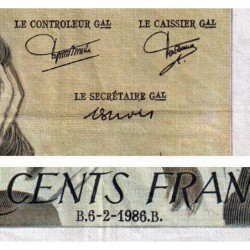 LE CONTROLEUR GAL LE CAISSIER GAL
LE SECRÉTAIRE GAL
CENTS FRAN
B.6-2-1986.B.